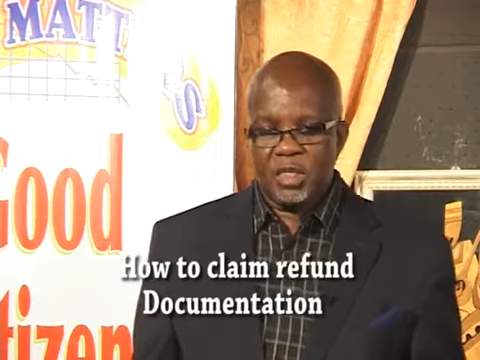 MATT
S
Good
tizen
How to claim refund
Documentation